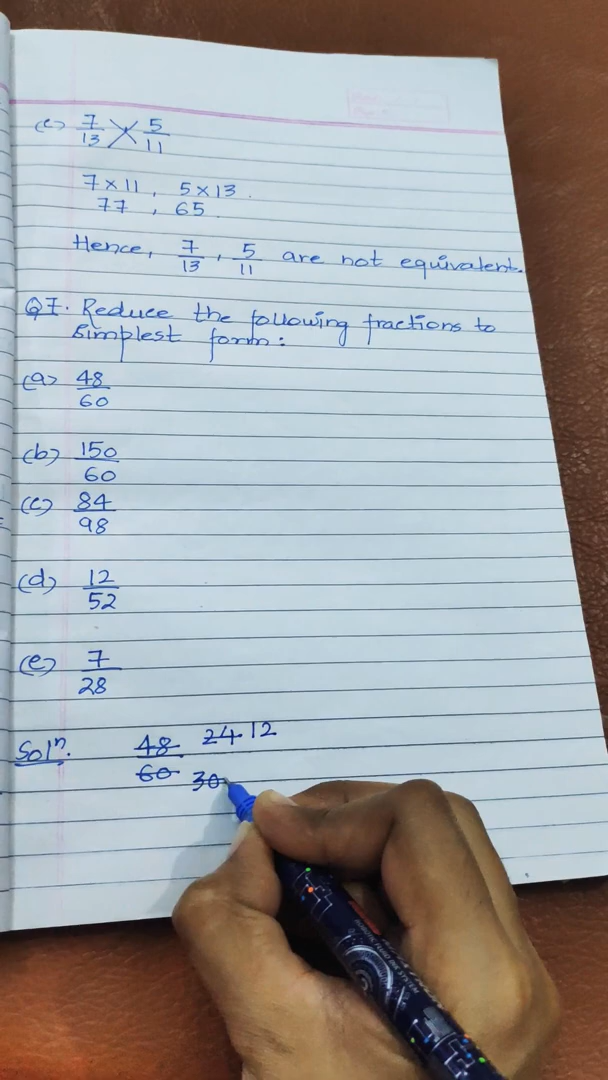 (e) 7/13 ╳ 5/11
7 × 11 , 5 × 13.
77 , 65
Hence, 7/13 , 5/11 are not equivalent.
Q7. Reduce the following fractions to
simplest form:
(a) 48/60
(b) 150/60
(c) 84/98
(d) 12/52
(e) 7/28
Solⁿ. 48/60 24 12
30